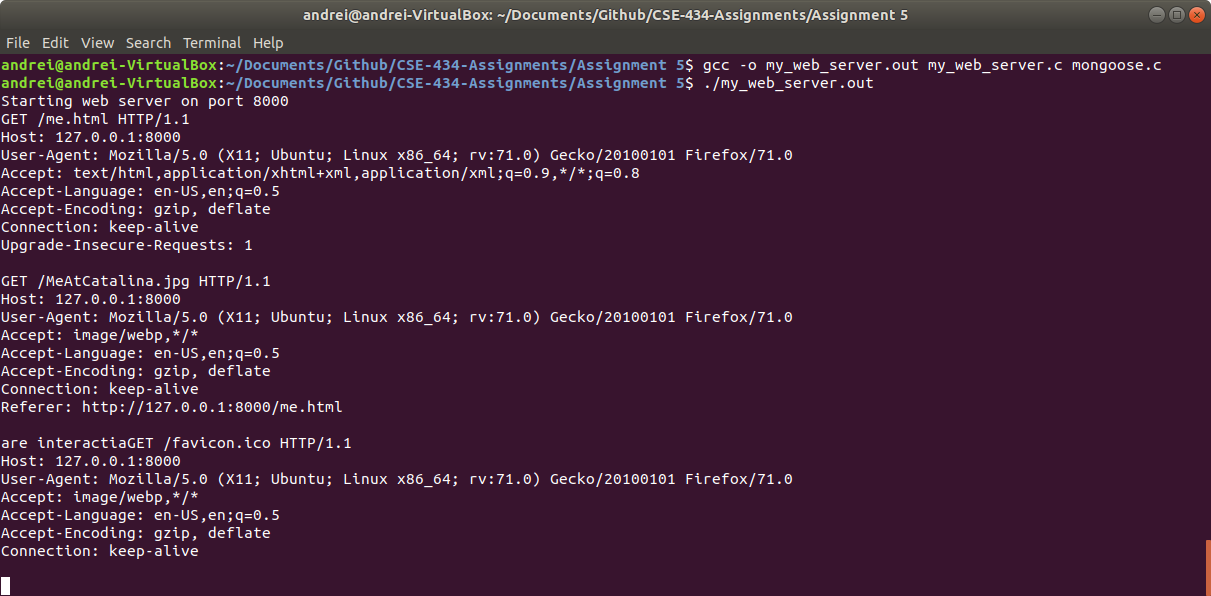 andrei@andrei-VirtualBox: ~/Documents/Github/CSE-434-Assignments/Assignment 5
File Edit View Search Terminal Help
andrei@andrei-VirtualBox:~/Documents/Github/CSE-434-Assignments/Assignment 5$ gcc -o my_web_server.out my_web_server.c mongoose.c
andrei@andrei-VirtualBox:~/Documents/Github/CSE-434-Assignments/Assignment 5$ ./my_web_server.out
Starting web server on port 8000
GET /me.html HTTP/1.1
Host: 127.0.0.1:8000
User-Agent: Mozilla/5.0 (X11; Ubuntu; Linux x86_64; rv:71.0) Gecko/20100101 Firefox/71.0
Accept: text/html,application/xhtml+xml,application/xml;q=0.9,*/*;q=0.8
Accept-Language: en-US,en;q=0.5
Accept-Encoding: gzip, deflate
Connection: keep-alive
Upgrade-Insecure-Requests: 1

GET /MeAtCatalina.jpg HTTP/1.1
Host: 127.0.0.1:8000
User-Agent: Mozilla/5.0 (X11; Ubuntu; Linux x86_64; rv:71.0) Gecko/20100101 Firefox/71.0
Accept: image/webp,*/*
Accept-Language: en-US,en;q=0.5
Accept-Encoding: gzip, deflate
Connection: keep-alive
Referer: http://127.0.0.1:8000/me.html

are interactiaGET /favicon.ico HTTP/1.1
Host: 127.0.0.1:8000
User-Agent: Mozilla/5.0 (X11; Ubuntu; Linux x86_64; rv:71.0) Gecko/20100101 Firefox/71.0
Accept: image/webp,*/*
Accept-Language: en-US,en;q=0.5
Accept-Encoding: gzip, deflate
Connection: keep-alive